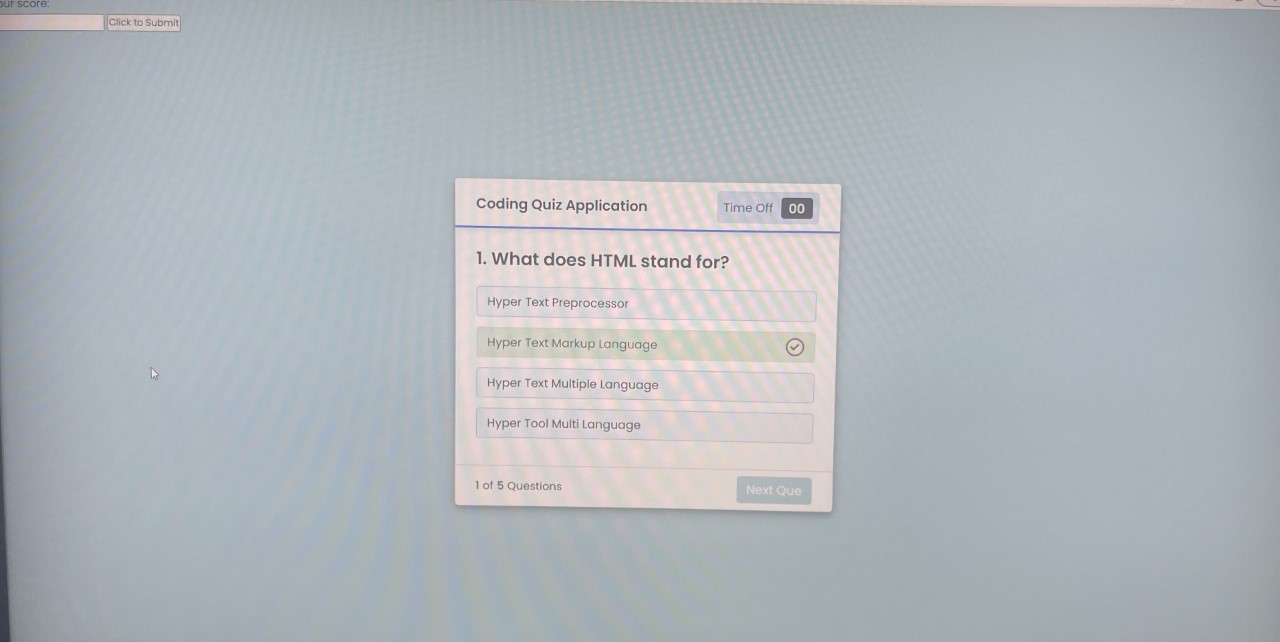 score:
Click to Submit
Coding Quiz Application
Time Off 00
1. What does HTML stand for?
Hyper Text Preprocessor
Hyper Text Markup Language
Hyper Text Multiple Language
Hyper Tool Multi Language
1 of 5 Questions
Next Que